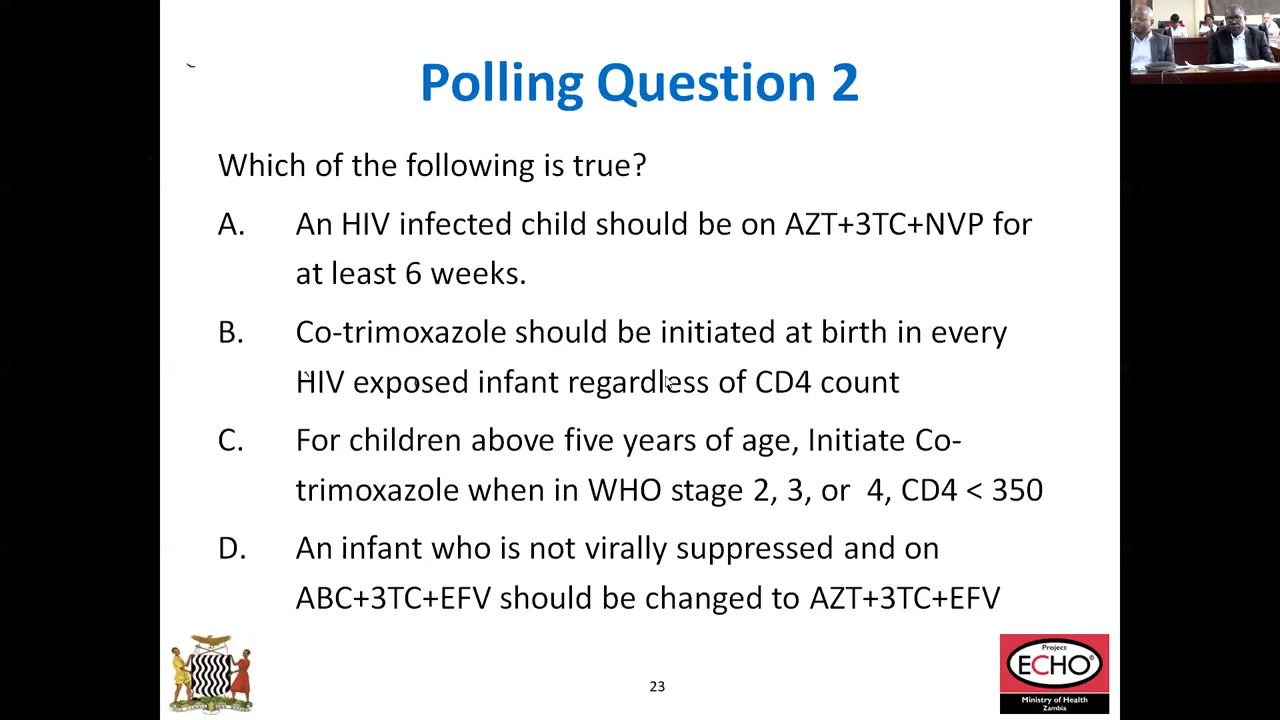 Polling Question 2
Which of the following is true?
A. An HIV infected child should be on AZT+3TC+NVP for
at least 6 weeks.
B. Co-trimoxazole should be initiated at birth in every
HIV exposed infant regardless of CD4 count
C. For children above five years of age, Initiate Co-
trimoxazole when in WHO stage 2, 3, or 4, CD4 < 350
D. An infant who is not virally suppressed and on
ABC+3TC+EFV should be changed to AZT+3TC+EFV
Project
ECHO®
Ministry of Health
Zambia
23